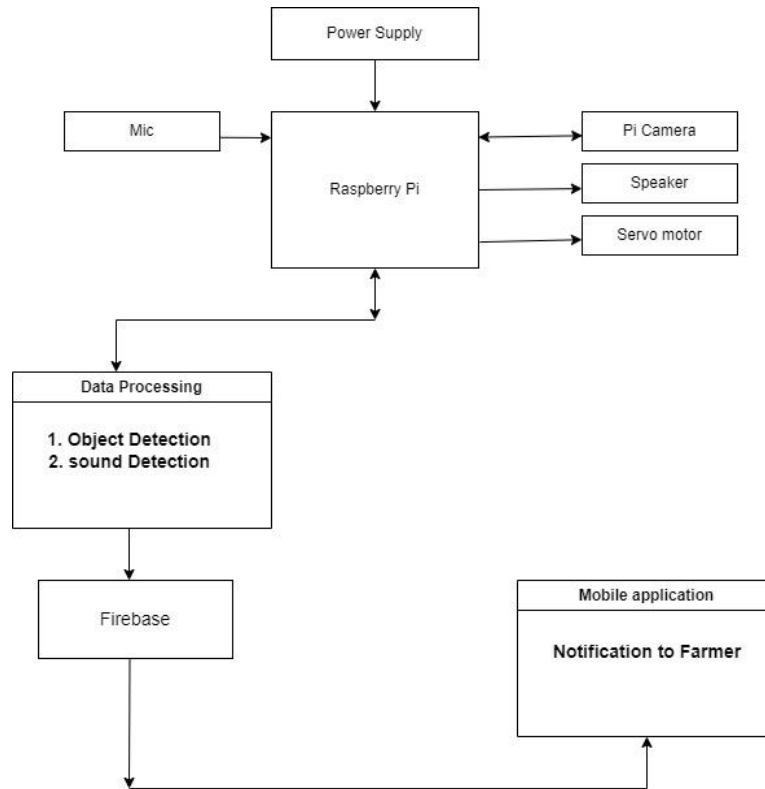 Power Supply
Mic
Raspberry Pi
Pi Camera
Speaker
Servo motor
Data Processing
1. Object Detection
2. sound Detection
Firebase
Mobile application
Notification to Farmer